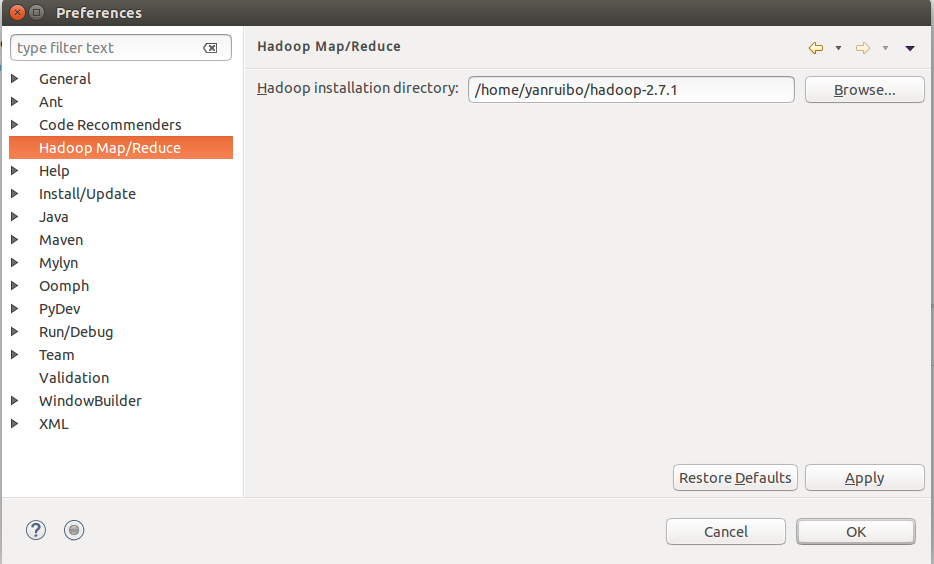 Preferences
type filter text
General
Ant
Code Recommenders
Hadoop Map/Reduce
Help
Install/Update
Java
Maven
Mylyn
Oomph
PyDev
Run/Debug
Team
Validation
WindowBuilder
XML
Hadoop Map/Reduce
Hadoop installation directory: /home/yanruibo/hadoop-2.7.1 Browse...
Restore Defaults Apply
? Cancel OK